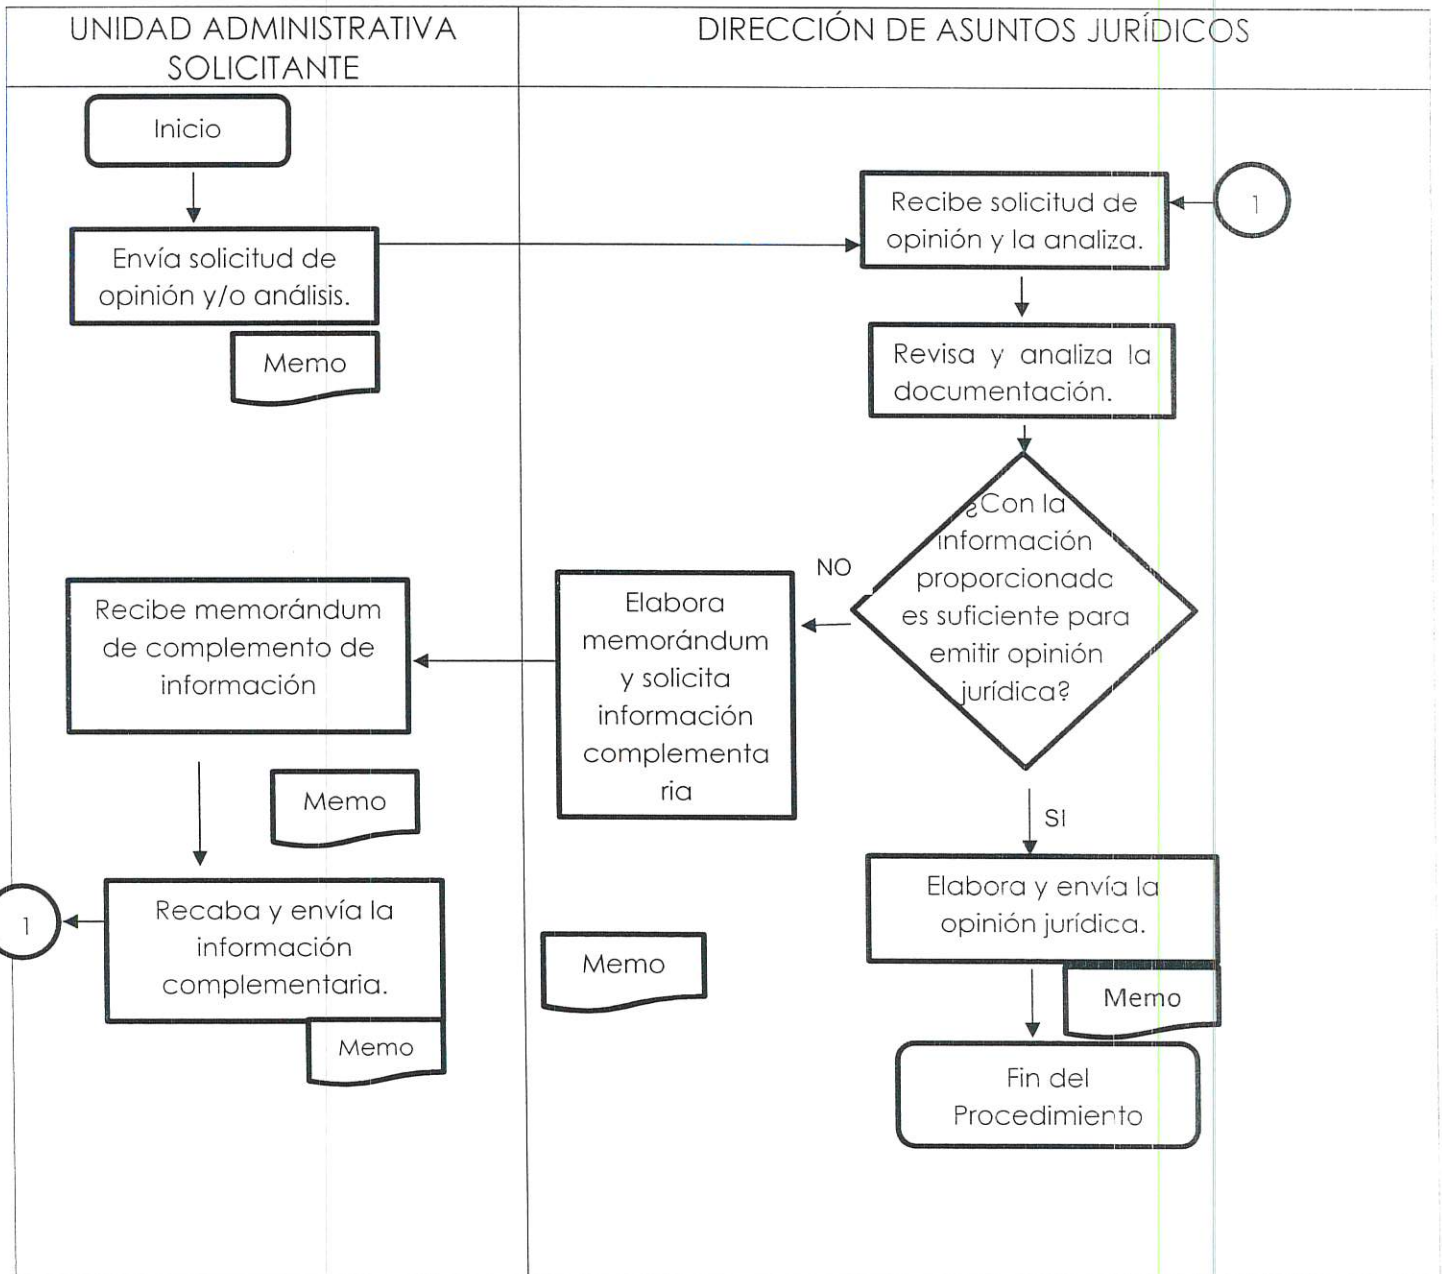 UNIDAD ADMINISTRATIVA
SOLICITANTE
DIRECCIÓN DE ASUNTOS JURÍDICOS
Inicio
Envía solicitud de
opinión y/o análisis.
Memo
Recibe solicitud de
opinión y la analiza.
1
Revisa y analiza la
documentación.
¿Con la
información
proporcionada
es suficiente para
emitir opinión
jurídica?
NO
SI
Elabora
memorándum
y solicita
información
complementa
ria
Memo
Recibe memorándum
de complemento de
información
Memo
Recaba y envía la
información
complementaria.
Memo
1
Elabora y envía la
opinión jurídica.
Memo
Fin del
Procedimiento